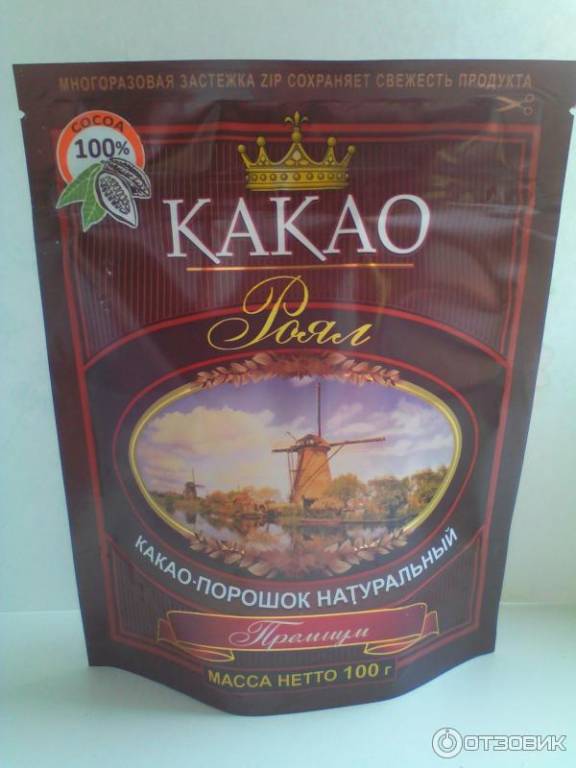 МНОГОРАЗОВАЯ ЗАСТЕЖКА ZIP СОХРАНЯЕТ СВЕЖЕСТЬ ПРОДУКТА
COCOA
100%
КАКАО
Роял
КАКАО-ПОРОШОК НАТУРАЛЬНЫЙ
Премиум
МАССА НЕТТО 100 г
ОТЗОВИК